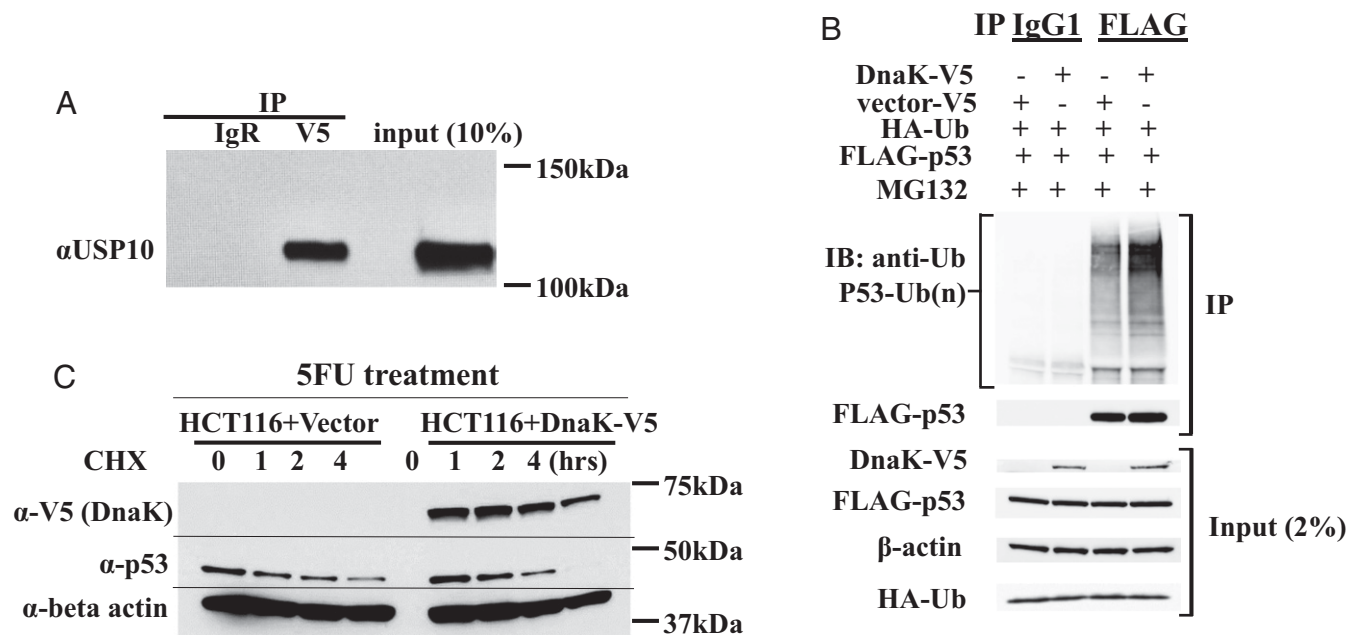 A
IP
IgR V5 input (10%)
150kDa
αUSP10
100kDa
B
IP IgG1 FLAG
DnaK-V5 - + - +
vector-V5 + - + -
HA-Ub + + + +
FLAG-p53 + + + +
MG132 + + + +
IB: anti-Ub
P53-Ub(n)
IP
FLAG-p53
DnaK-V5
FLAG-p53
β-actin
HA-Ub
Input (2%)
C
5FU treatment
HCT116+Vector HCT116+DnaK-V5
CHX 0 1 2 4 0 1 2 4 (hrs)
75kDa
α-V5 (DnaK)
50kDa
α-p53
α-beta actin
37kDa